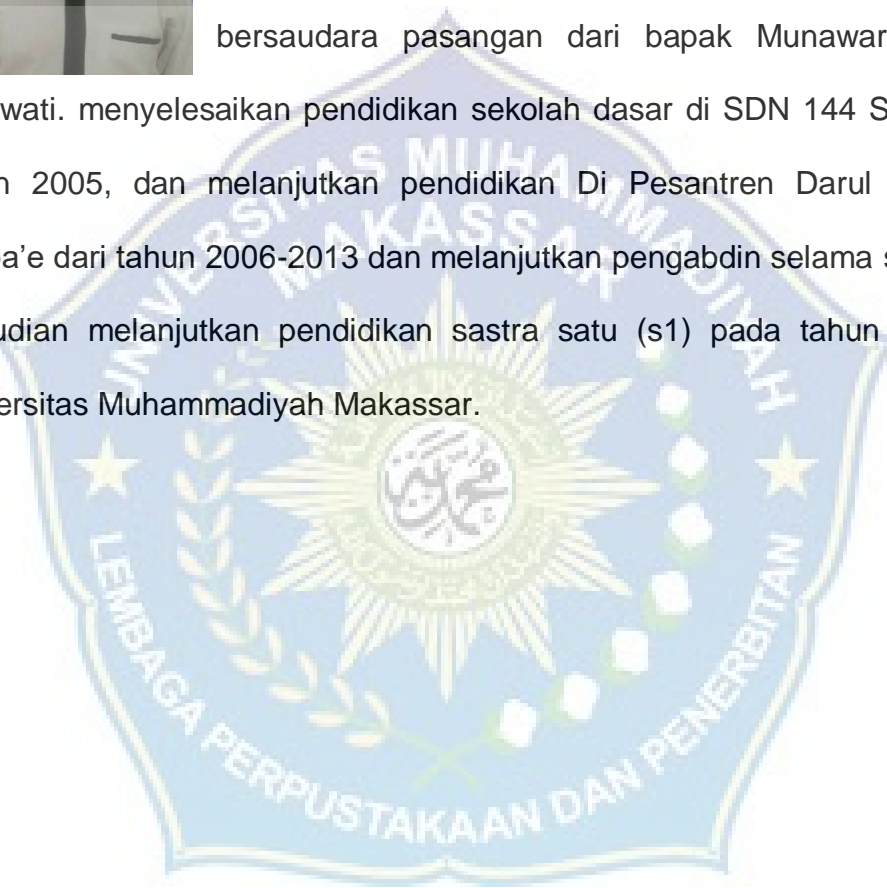 bersaudara pasangan dari bapak Munawar
wati. menyelesaikan pendidikan sekolah dasar di SDN 144 S
2005, dan melanjutkan pendidikan Di Pesantren Darul
a’e dari tahun 2006-2013 dan melanjutkan pengabdin selama s
udian melanjutkan pendidikan sastra satu (s1) pada tahun
ersitas Muhammadiyah Makassar.
UNIVERSITAS MUHAMMADIYAH
MAKASSAR
LEMBAGA PERPUSTAKAAN DAN PENERBITAN